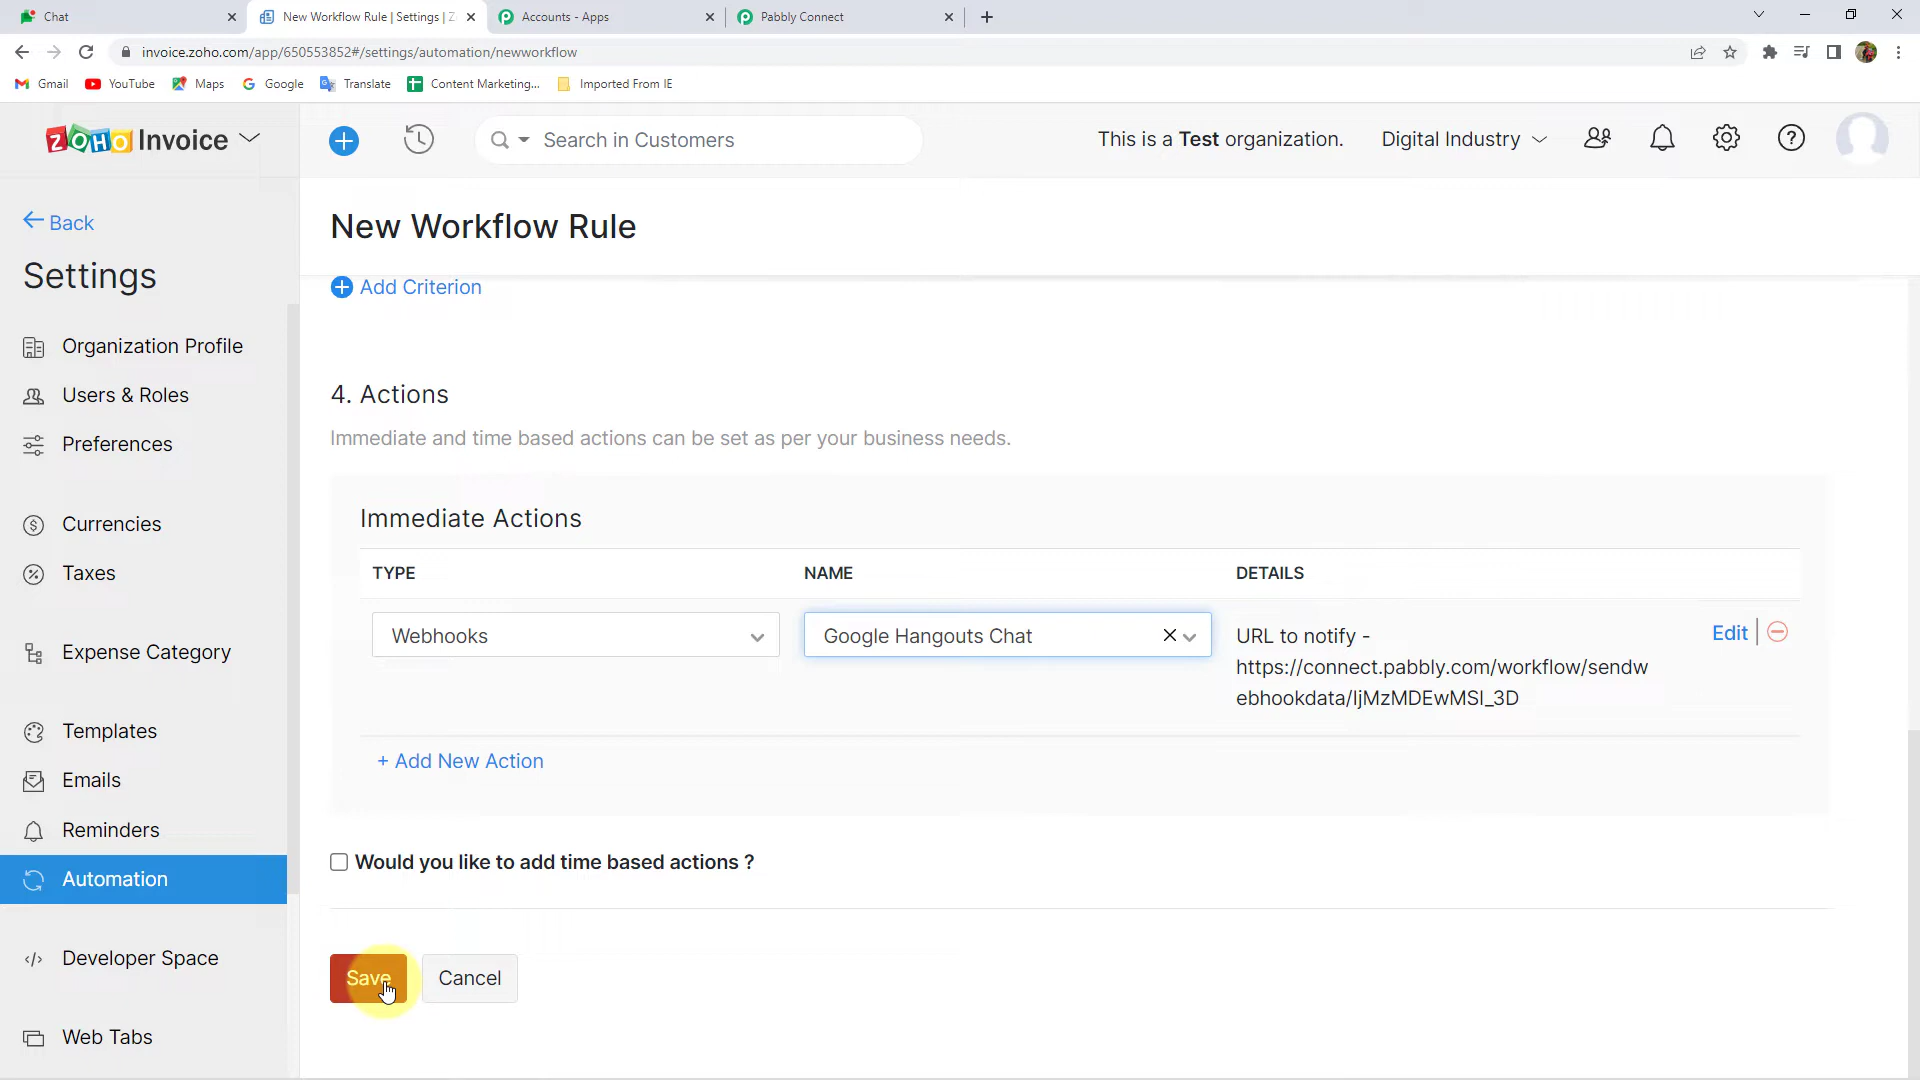 Chat
New Workflow Rule | Settings | Z
Accounts - Apps
Pabbly Connect
invoice.zoho.com/app/650553852#/settings/automation/newworkflow
Gmail
YouTube
Maps
Google
Translate
Content Marketing...
Imported From IE
ZOHO Invoice
Search in Customers
This is a Test organization.
Digital Industry
Back
Settings
Organization Profile
Users & Roles
Preferences
Currencies
Taxes
Expense Category
Templates
Emails
Reminders
Automation
Developer Space
Web Tabs
New Workflow Rule
Add Criterion
4. Actions
Immediate and time based actions can be set as per your business needs.
Immediate Actions
TYPE
NAME
DETAILS
Webhooks
Google Hangouts Chat
URL to notify -
https://connect.pabbly.com/workflow/sendw
ebhookdata/IjMzMDEwMSI_3D
Edit
+ Add New Action
Would you like to add time based actions ?
Save
Cancel